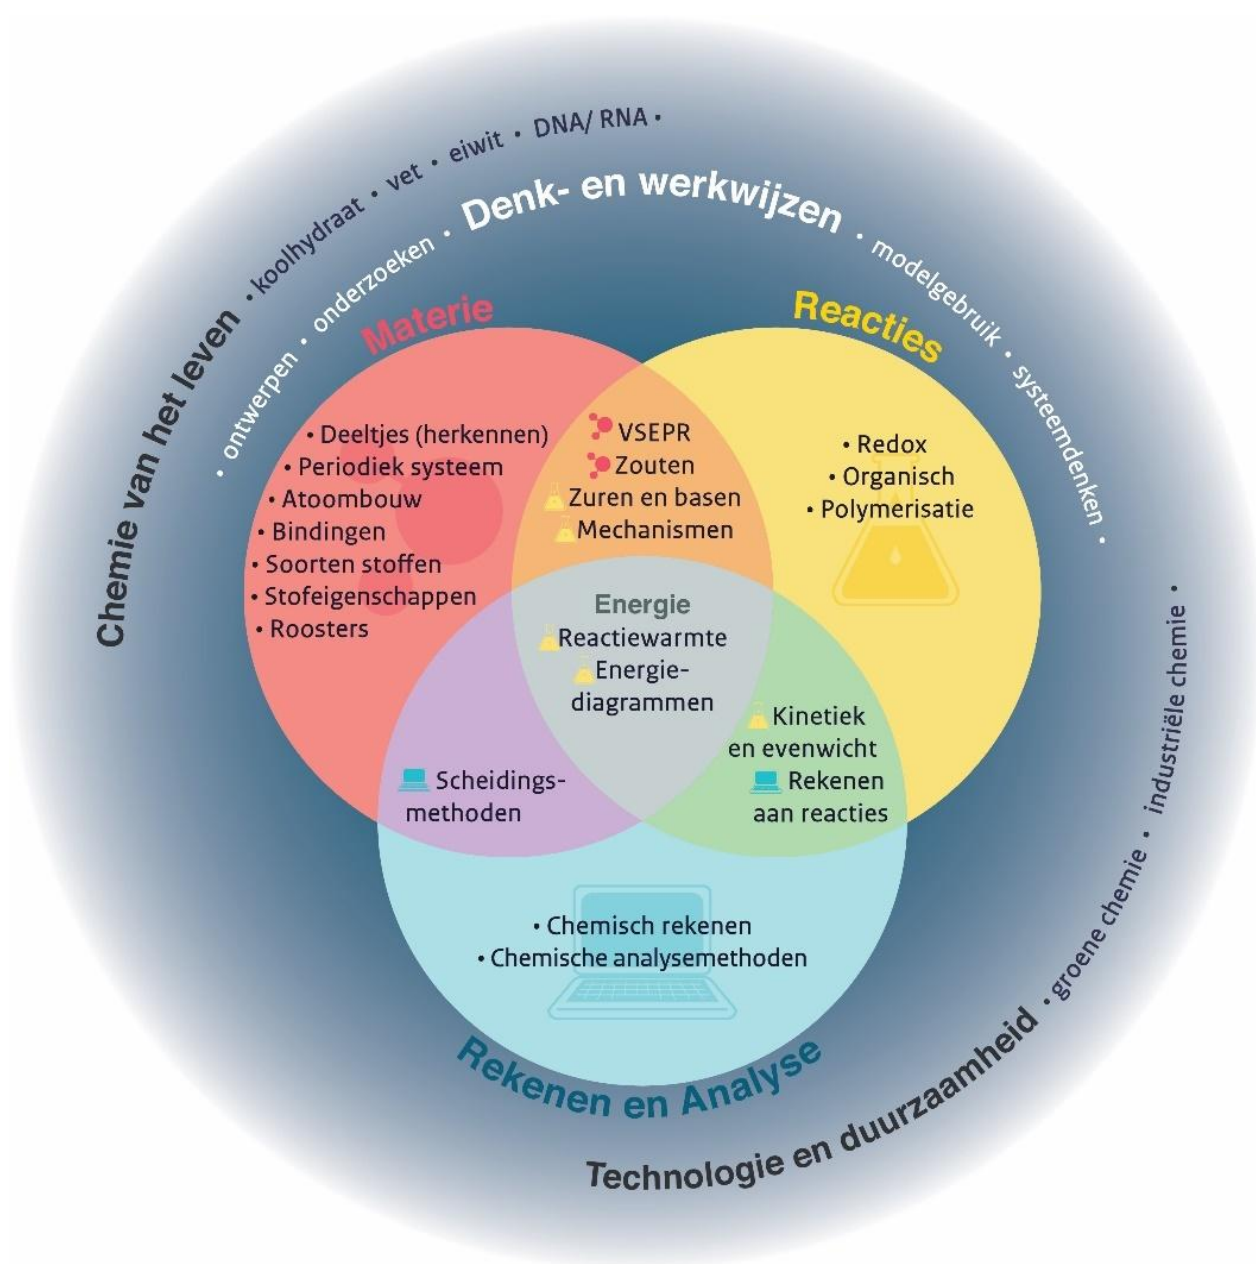 Chemie van het leven • koolhydraat • vet • eiwit • DNA/ RNA •
• ontwerpen • onderzoeken • Denk- en werkwijzen • modelgebruik • systeemdenken •
Materie
• Deeltjes (herkennen)
• Periodiek systeem
• Atoombouw
• Bindingen
• Soorten stoffen
• Stofeigenschappen
• Roosters
VSEPR
Zouten
Zuren en basen
Mechanismen
Reacties
• Redox
• Organisch
• Polymerisatie
Energie
Reactiewarmte
Energie-
diagrammen
Scheidings-
methoden
Kinetiek
en evenwicht
Rekenen
aan reacties
• Chemisch rekenen
• Chemische analysemethoden
Rekenen en Analyse
Technologie en duurzaamheid • groene chemie • industriële chemie •